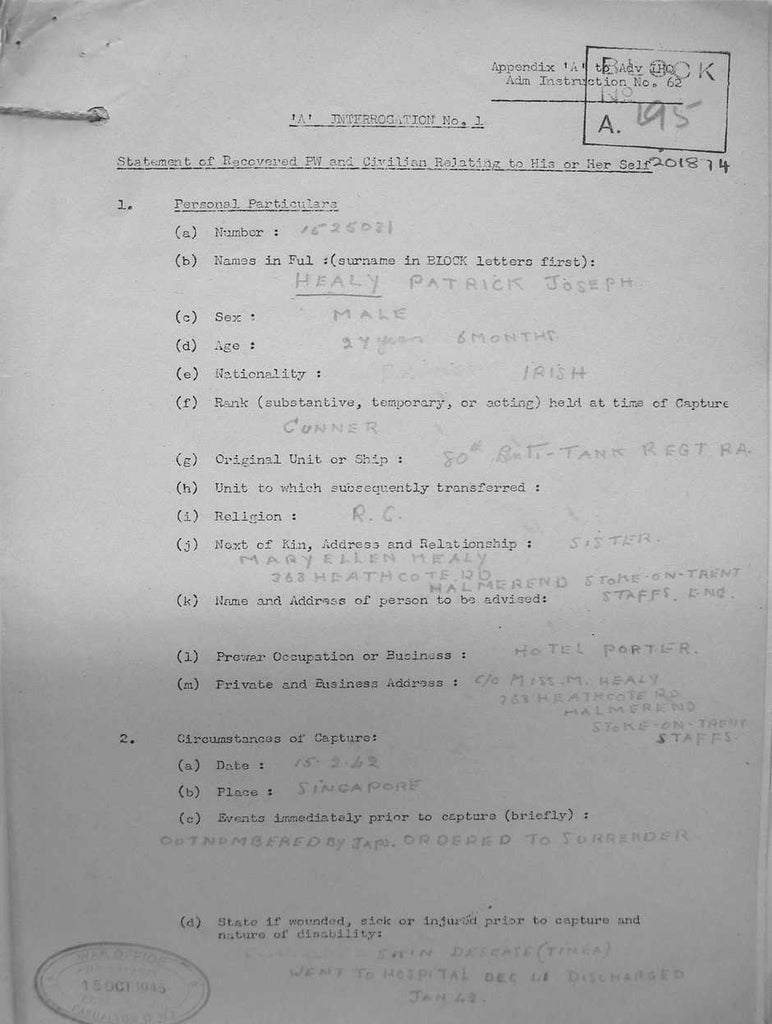 Appendix 'A' to Adv
Adm Instruction No. 62
BLOCK
A. 195
'A' INTERROGATION No. 1
Statement of Recovered PW and Civilian Relating to His or Her Self 201874
1. Personal Particulars
(a) Number : 1525031
(b) Names in Ful :(surname in BLOCK letters first):
HEALY PATRICK JOSEPH
(c) Sex : MALE
(d) Age : 27 years 6 MONTHS
(e) Nationality : IRISH
(f) Rank (substantive, temporary, or acting) held at time of Capture
GUNNER
(g) Original Unit or Ship : 80th ANTI-TANK REGT RA.
(h) Unit to which subsequently transferred :
(i) Religion : R.C.
(j) Next of Kin, Address and Relationship : SISTER.
MARY ELLEN HEALY
363 HEATHCOTE RD
HALMEREND STOKE-ON-TRENT
(k) Name and Address of person to be advised: STAFFS. ENG.
(l) Prewar Occupation or Business : HOTEL PORTER.
(m) Private and Business Address : C/O MISS. M. HEALY
363 HEATHCOTE RD
HALMEREND
STOKE-ON-TRENT
2. Circumstances of Capture: STAFFS.
(a) Date : 15-2-42
(b) Place : SINGAPORE
(c) Events immediately prior to capture (briefly) :
OUTNUMBERED BY JAPS. ORDERED TO SURRENDER
(d) State if wounded, sick or injured prior to capture and
nature of disability:
SKIN DESEASE (TINEA)
WENT TO HOSPITAL DEC 41 DISCHARGED
JAN 42.
WAR OFFICE
15 OCT 1945